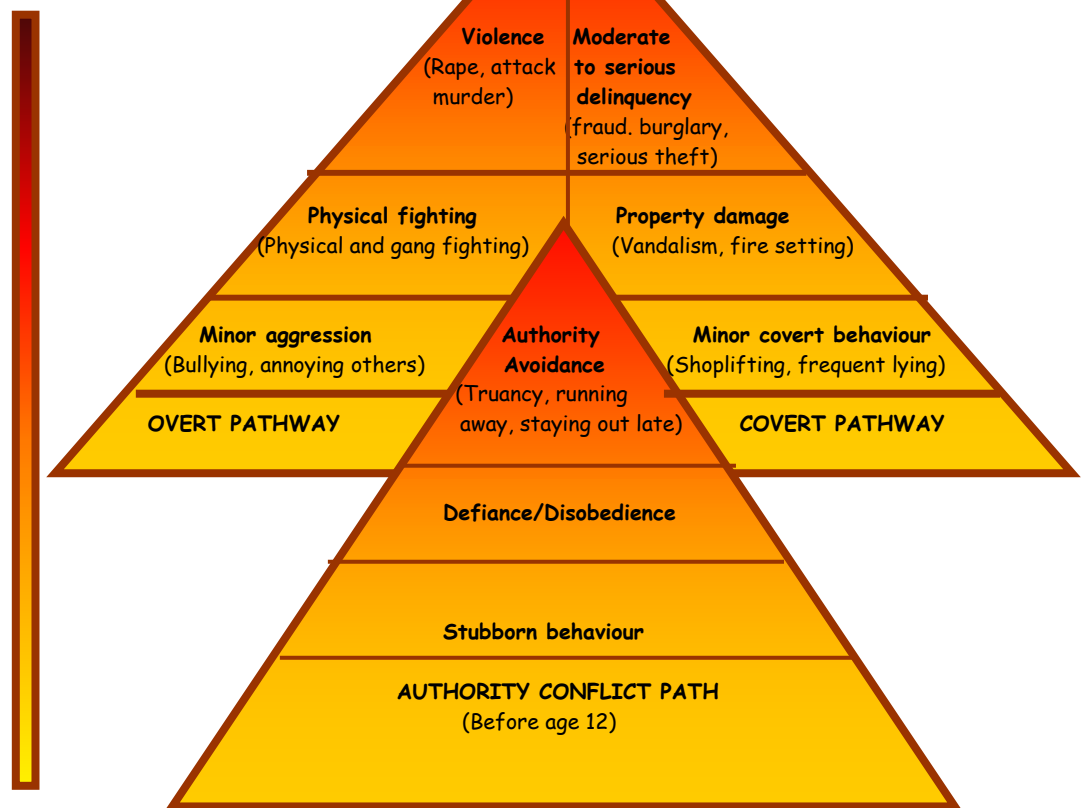 Violence
(Rape, attack
murder)
Moderate
to serious
delinquency
(fraud. burglary,
serious theft)
Physical fighting
(Physical and gang fighting)
Property damage
(Vandalism, fire setting)
Minor aggression
(Bullying, annoying others)
Authority
Avoidance
(Truancy, running
away, staying out late)
Minor covert behaviour
(Shoplifting, frequent lying)
OVERT PATHWAY
COVERT PATHWAY
Defiance/Disobedience
Stubborn behaviour
AUTHORITY CONFLICT PATH
(Before age 12)